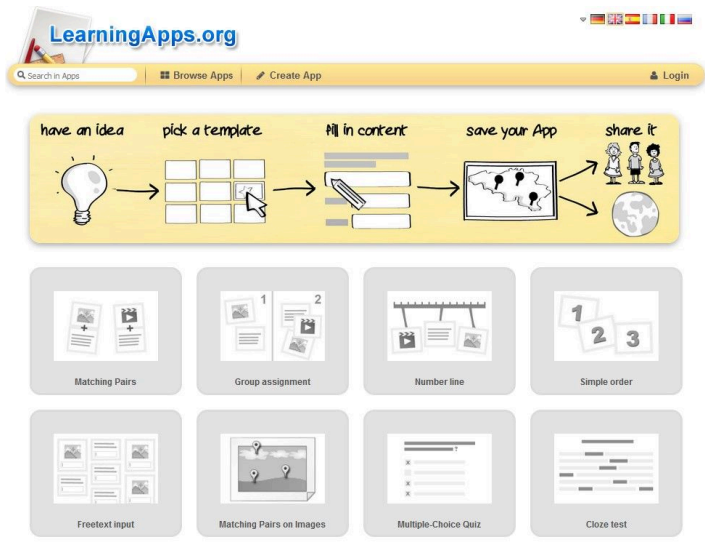 LearningApps.org
Search in Apps Browse Apps Create App Login
have an idea pick a template fill in content save your App share it
1 2
1
2
3
Matching Pairs Group assignment Number line Simple order
?
Freetext input Matching Pairs on Images Multiple-Choice Quiz Cloze test